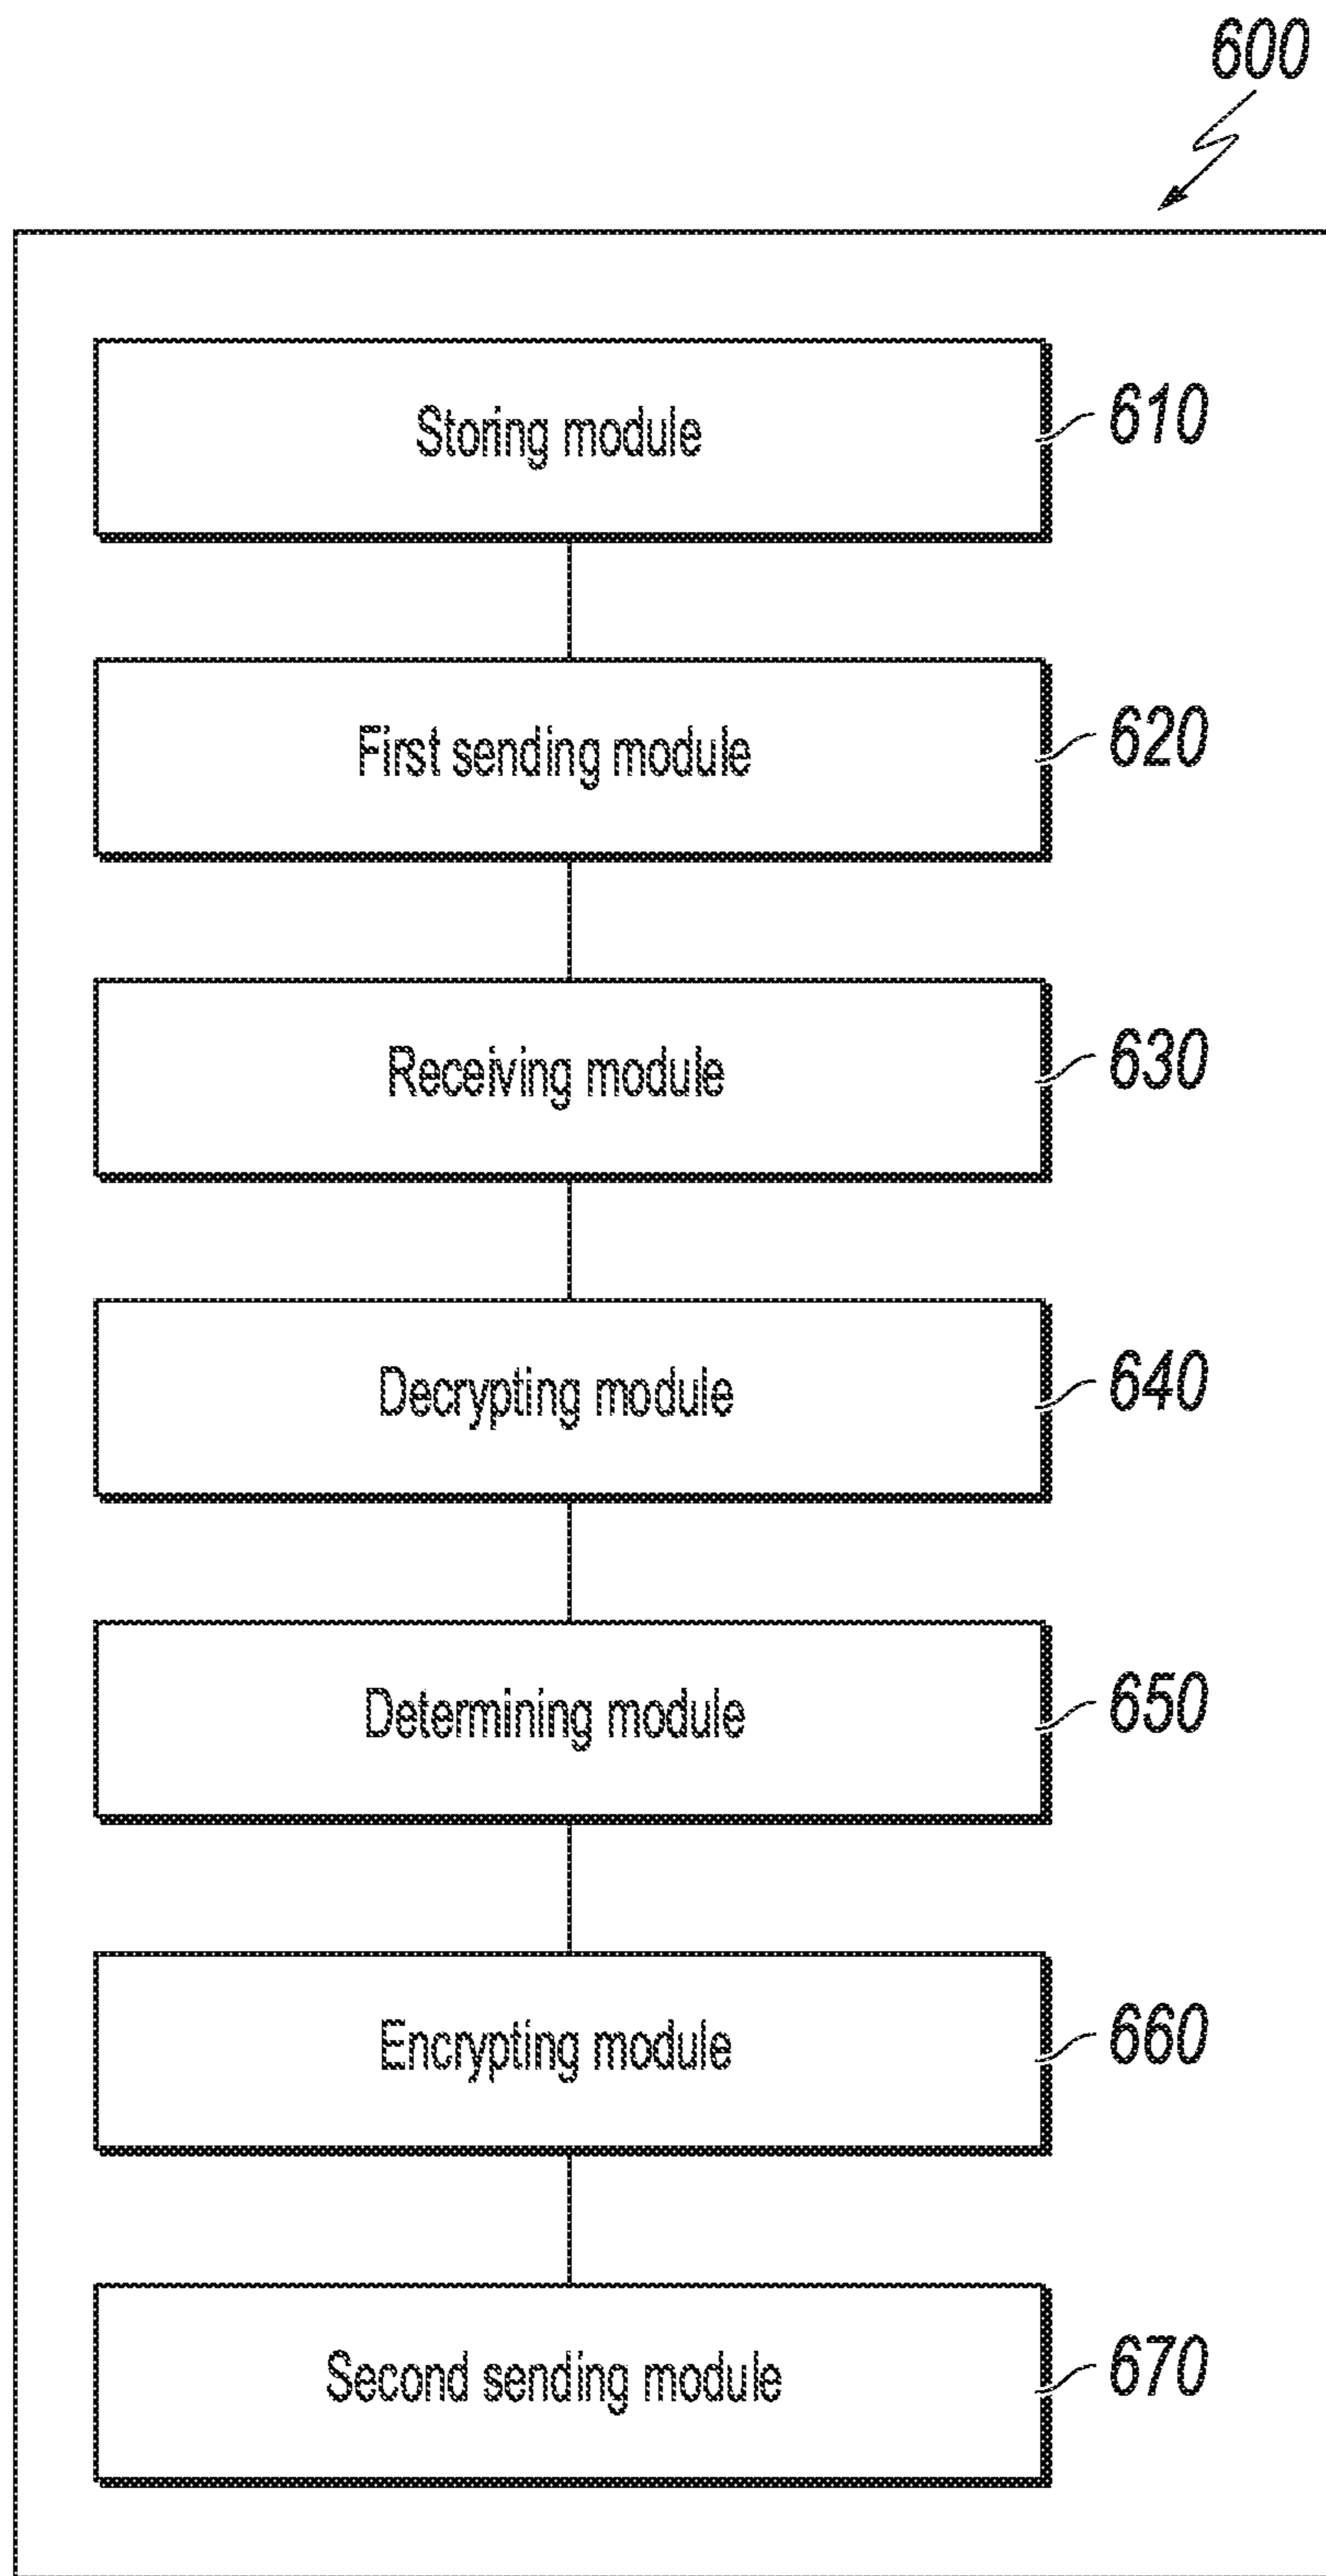 600
Storing module
610
First sending module
620
Receiving module
630
Decrypting module
640
Determining module
650
Encrypting module
660
Second sending module
670